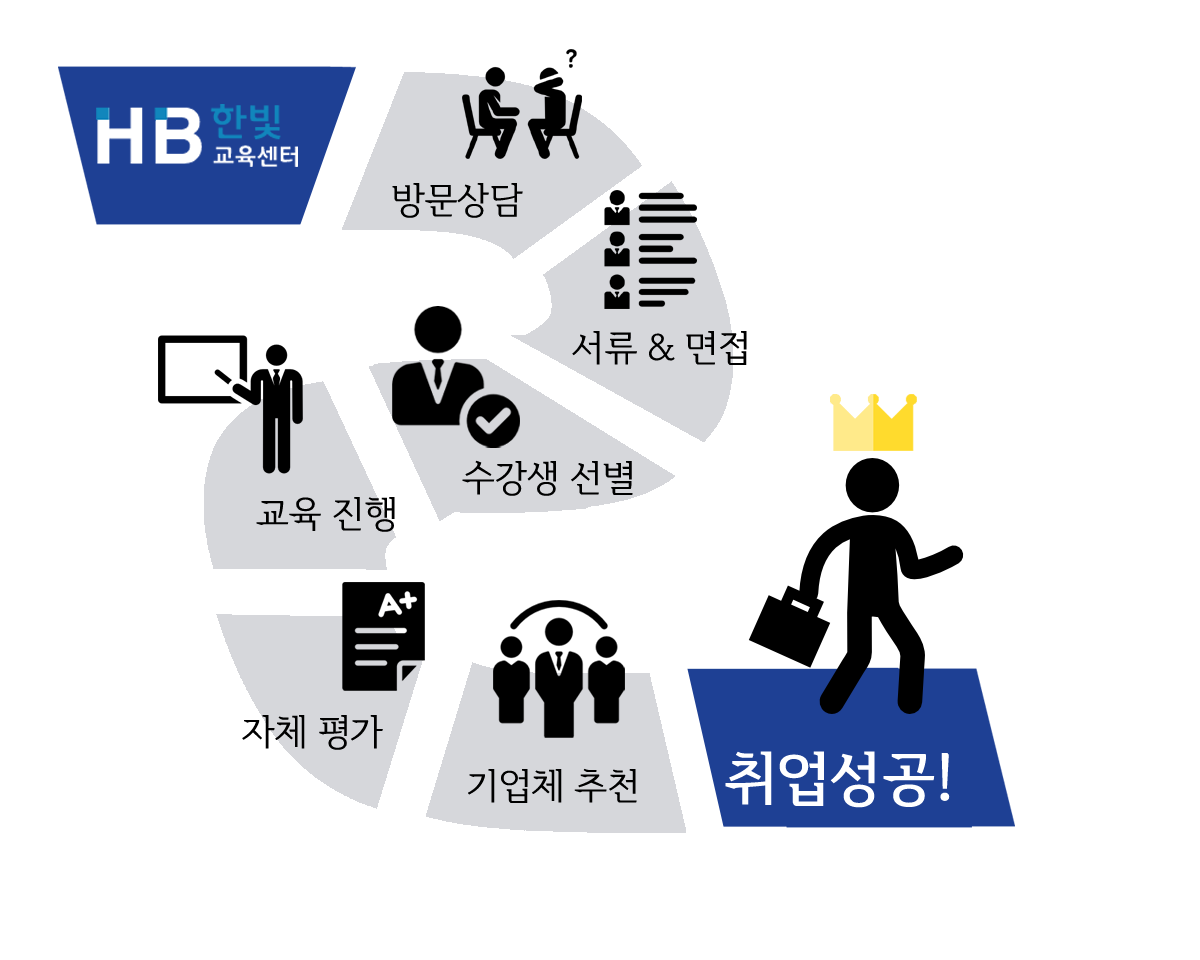 HB 한빛
교육센터
?
방문상담
서류 & 면접
수강생 선별
교육 진행
A+
자체 평가
기업체 추천
취업성공!